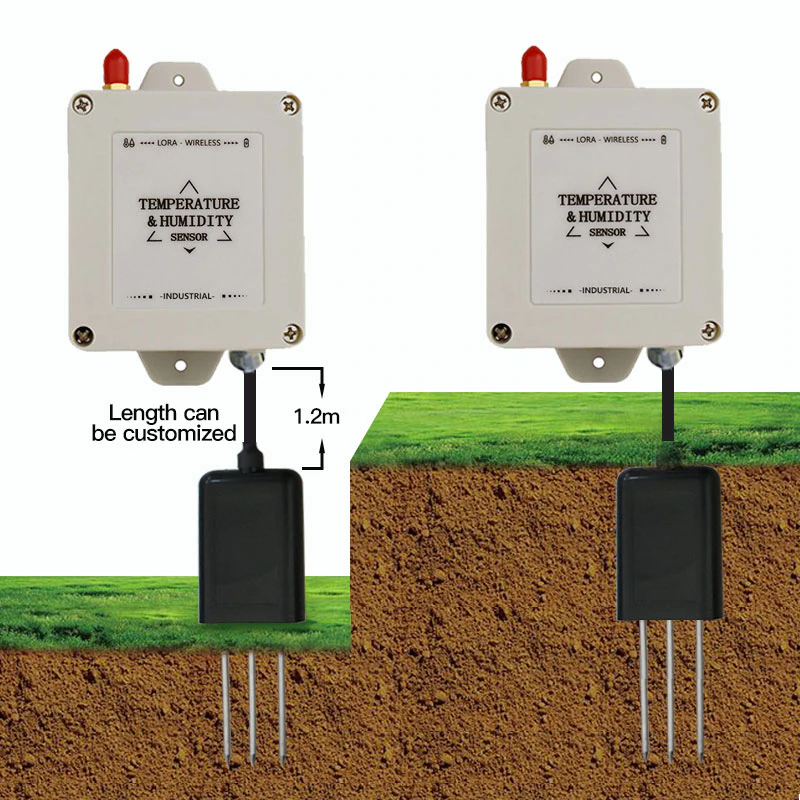 LORA - WIRELESS
TEMPERATURE
& HUMIDITY
SENSOR
-INDUSTRIAL-
Length can
be customized
1.2m
LORA - WIRELESS
TEMPERATURE
& HUMIDITY
SENSOR
-INDUSTRIAL-